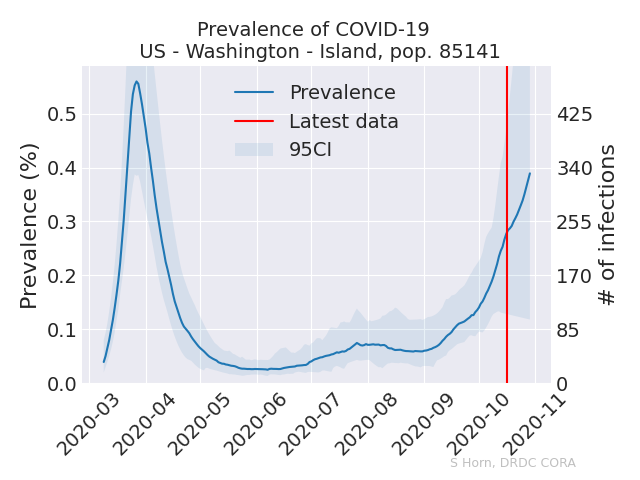 Prevalence of COVID-19
US - Washington - Island, pop. 85141
Prevalence
Latest data
95CI
Prevalence (%)
0.5
0.4
0.3
0.2
0.1
0.0
425
340
255
170
85
0
# of infections
2020-03
2020-04
2020-05
2020-06
2020-07
2020-08
2020-09
2020-10
2020-11
S Horn, DRDC CORA